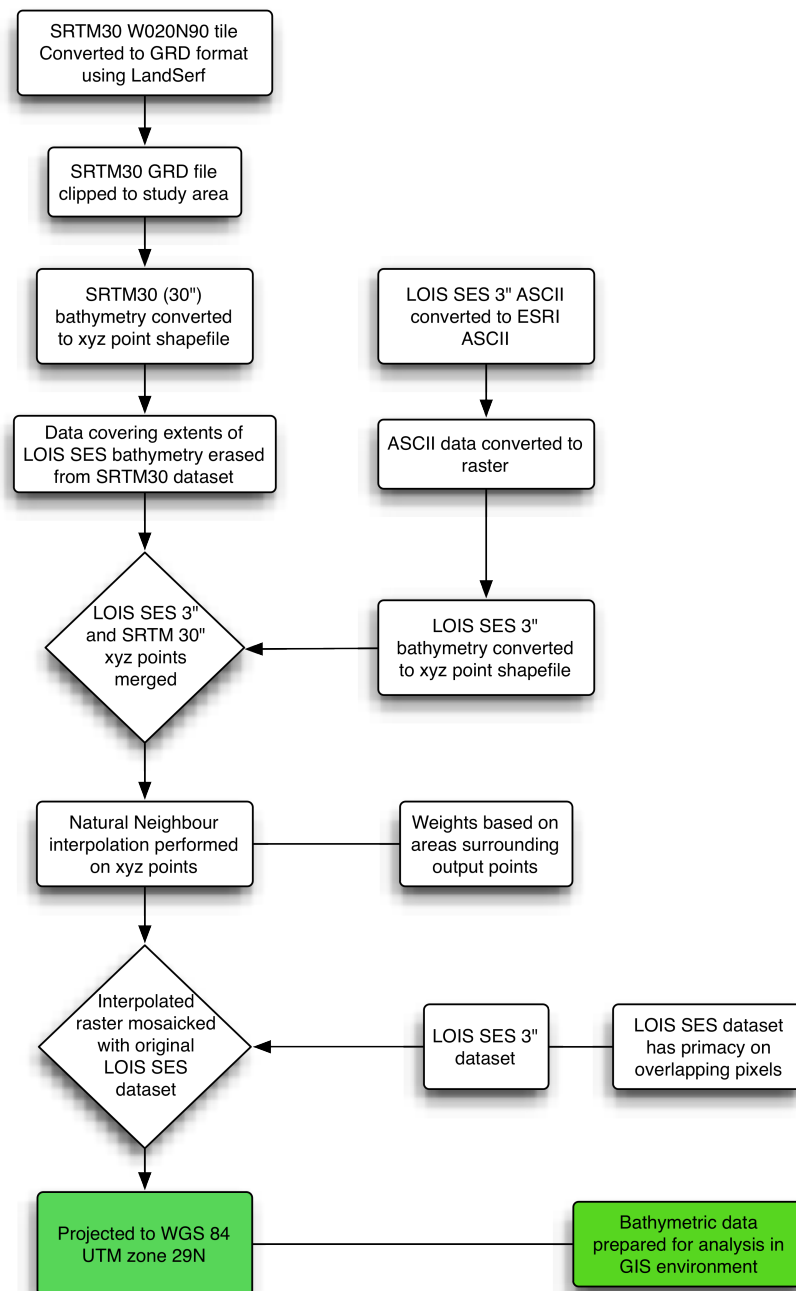 SRTM30 W020N90 tile
Converted to GRD format
using LandSerf
SRTM30 GRD file
clipped to study area
SRTM30 (30")
bathymetry converted
to xyz point shapefile
LOIS SES 3" ASCII
converted to ESRI
ASCII
Data covering extents of
LOIS SES bathymetry erased
from SRTM30 dataset
ASCII data converted to
raster
LOIS SES 3"
and SRTM 30"
xyz points
merged
LOIS SES 3"
bathymetry converted
to xyz point shapefile
Natural Neighbour
interpolation performed
on xyz points
Weights based on
areas surrounding
output points
Interpolated
raster mosaicked
with original
LOIS SES
dataset
LOIS SES 3"
dataset
LOIS SES dataset
has primacy on
overlapping pixels
Projected to WGS 84
UTM zone 29N
Bathymetric data
prepared for analysis in
GIS environment